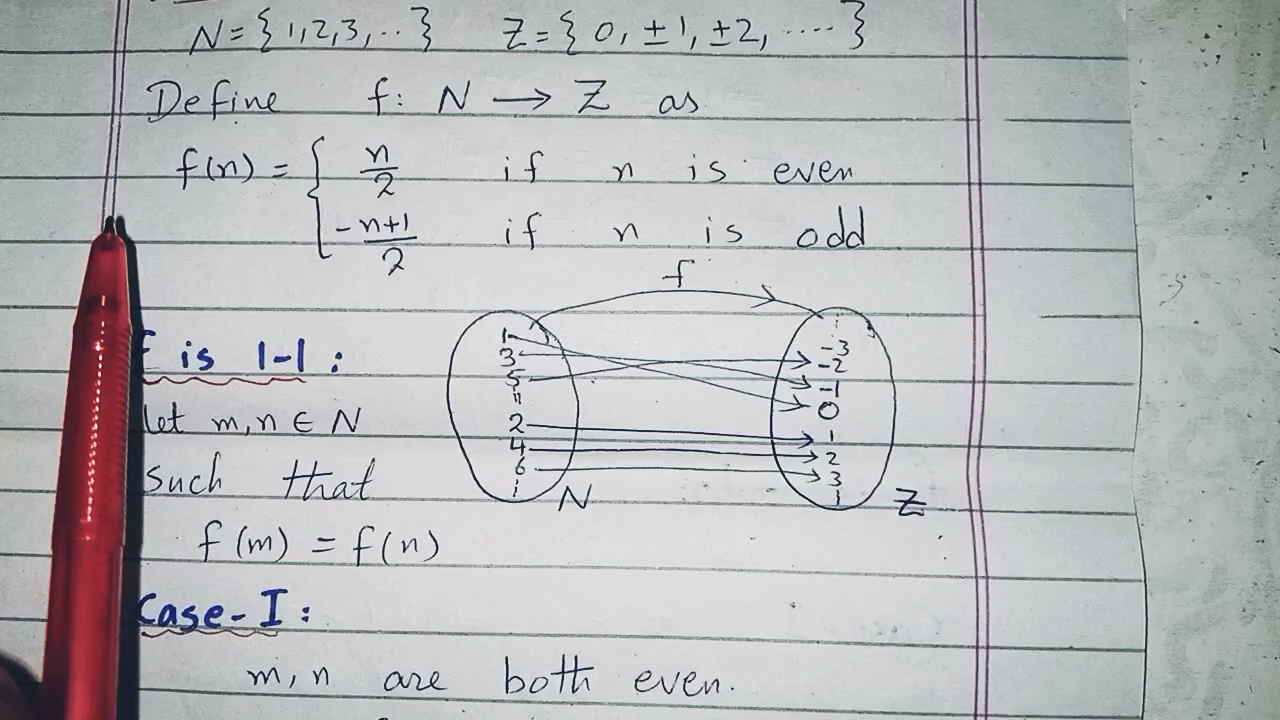 N = {1,2,3,..} Z = {0, ±1, ±2, ....}
Define f: N → Z as
f(n) = { n/2 if n is even
-n+1/2 if n is odd
f
is 1-1 :
1
3
5
2
4
6
N
-3
-2
-1
0
1
2
3
Z
let m, n ∈ N
such that
f(m) = f(n)
Case-I :
m, n are both even.